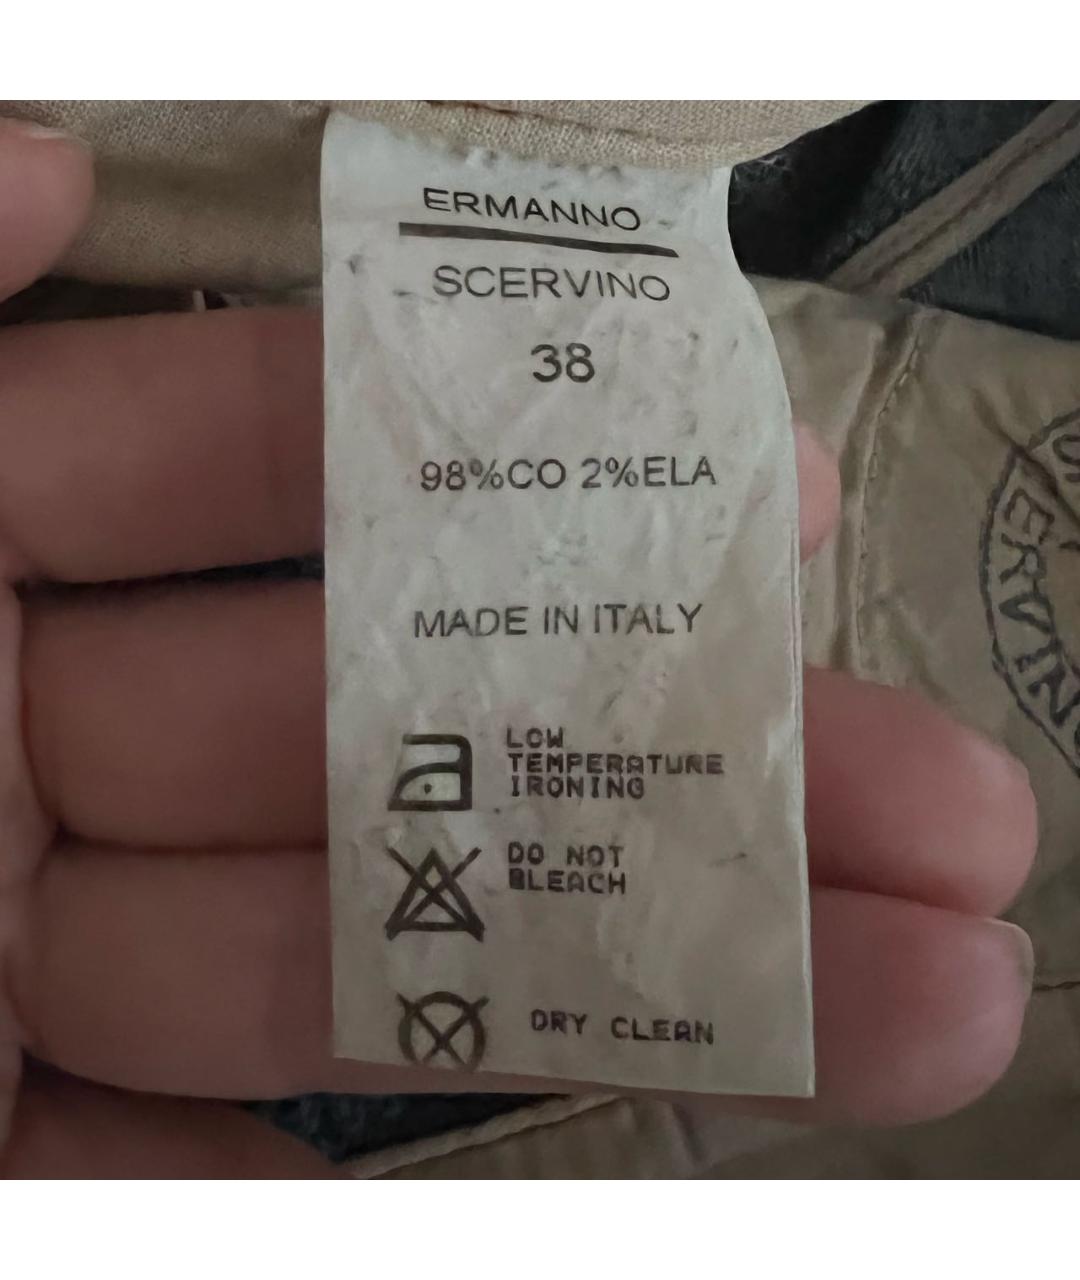 ERMANNO
SCERVINO
38
98%CO 2%ELA
MADE IN ITALY
LOW
TEMPERATURE
IRONING
DO NOT
BLEACH
DRY CLEAN